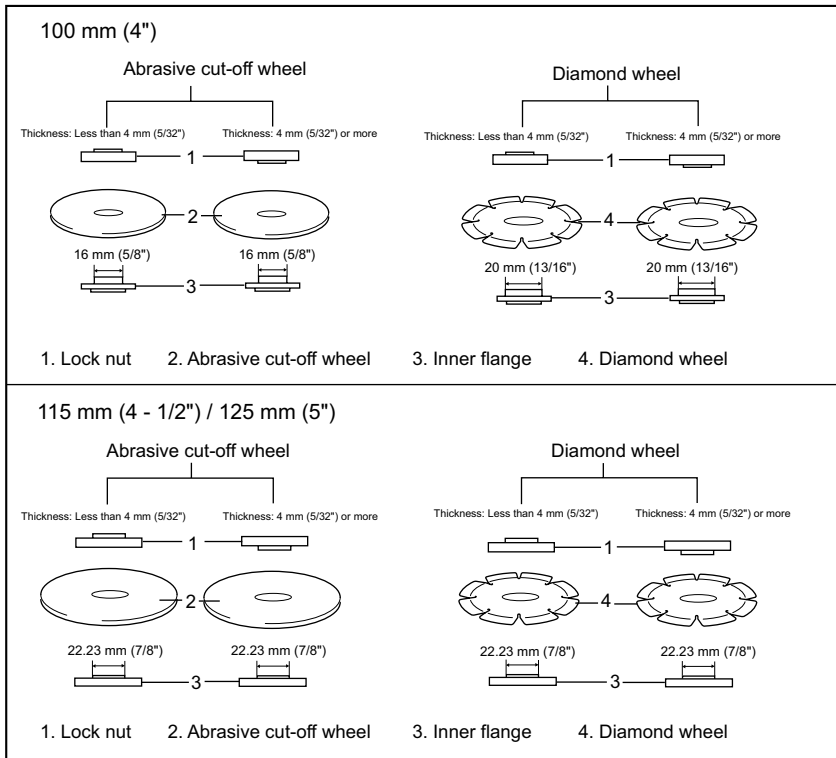 100 mm (4")
Abrasive cut-off wheel
Thickness: Less than 4 mm (5/32")
Thickness: 4 mm (5/32") or more
1
2
16 mm (5/8")
16 mm (5/8")
3
Diamond wheel
Thickness: Less than 4 mm (5/32")
Thickness: 4 mm (5/32") or more
1
4
20 mm (13/16")
20 mm (13/16")
3
1. Lock nut 2. Abrasive cut-off wheel 3. Inner flange 4. Diamond wheel
115 mm (4 - 1/2") / 125 mm (5")
Abrasive cut-off wheel
Thickness: Less than 4 mm (5/32")
Thickness: 4 mm (5/32") or more
1
2
22.23 mm (7/8")
22.23 mm (7/8")
3
Diamond wheel
Thickness: Less than 4 mm (5/32")
Thickness: 4 mm (5/32") or more
1
4
22.23 mm (7/8")
22.23 mm (7/8")
3
1. Lock nut 2. Abrasive cut-off wheel 3. Inner flange 4. Diamond wheel